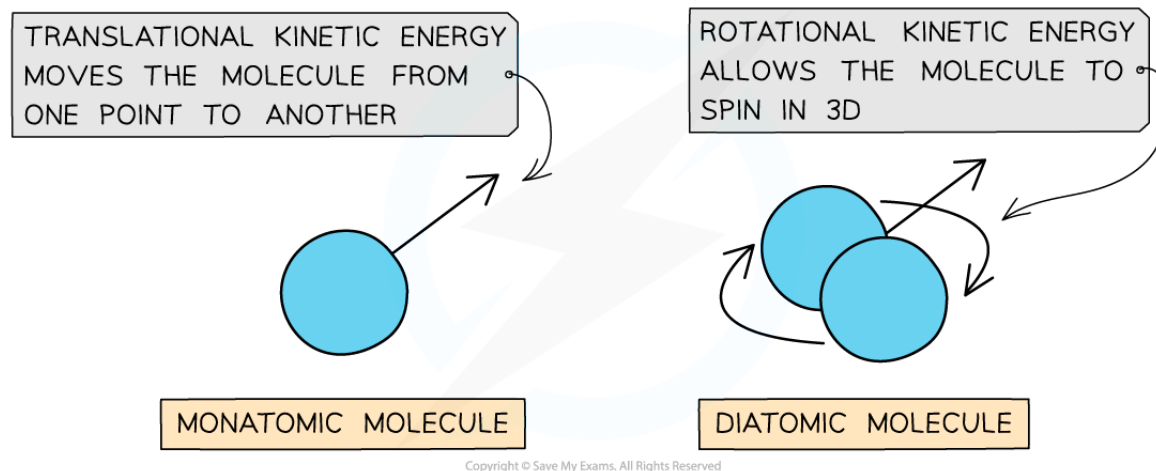 TRANSLATIONAL KINETIC ENERGY
MOVES THE MOLECULE FROM
ONE POINT TO ANOTHER
ROTATIONAL KINETIC ENERGY
ALLOWS THE MOLECULE TO
SPIN IN 3D
MONATOMIC MOLECULE
DIATOMIC MOLECULE
Copyright © Save My Exams. All Rights Reserved